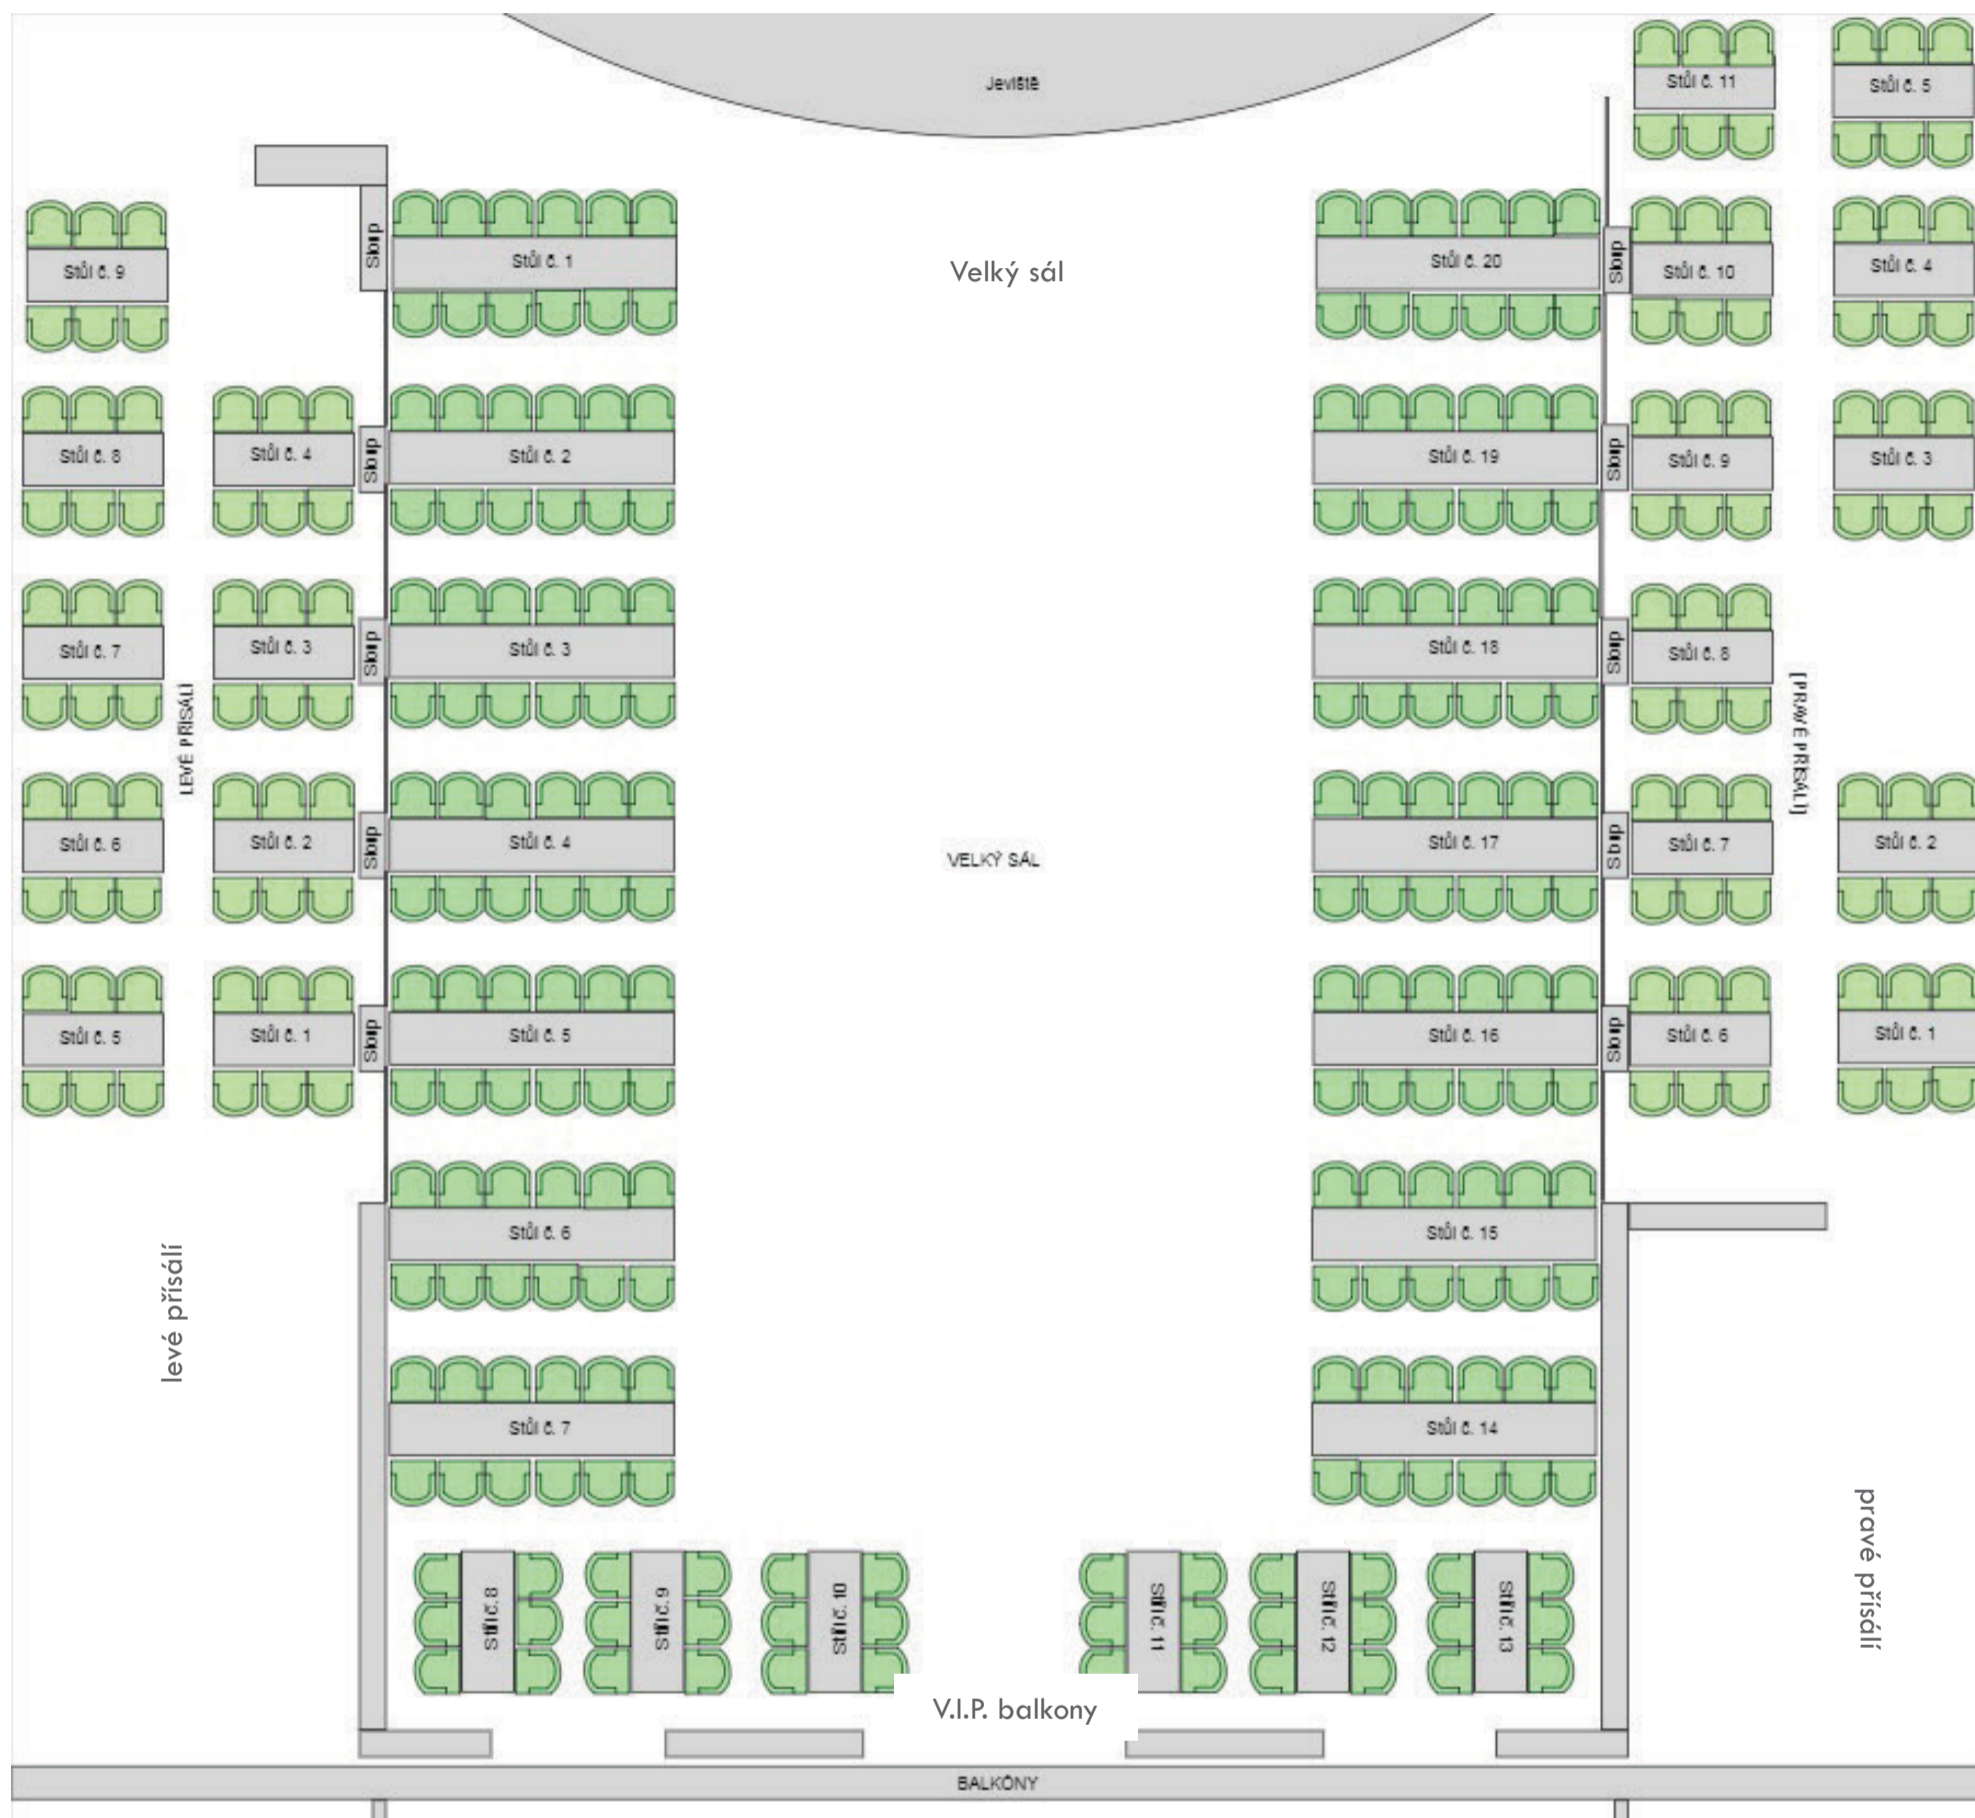 Jeviště
Stůl č. 11
Stůl č. 5
Sloup
Stůl č. 1
Velký sál
Stůl č. 20
Sloup
Stůl č. 10
Stůl č. 4
Stůl č. 9
Stůl č. 8
Stůl č. 4
Sloup
Stůl č. 2
Stůl č. 19
Sloup
Stůl č. 9
Stůl č. 3
Stůl č. 7
Stůl č. 3
Sloup
Stůl č. 3
Stůl č. 18
Sloup
Stůl č. 8
LEVÉ PŘÍSÁLÍ
[PRAVÉ PŘÍSÁLÍ]
Stůl č. 6
Stůl č. 2
Sloup
Stůl č. 4
VELKÝ SÁL
Stůl č. 17
Sloup
Stůl č. 7
Stůl č. 2
Stůl č. 5
Stůl č. 1
Sloup
Stůl č. 5
Stůl č. 16
Sloup
Stůl č. 6
Stůl č. 1
levé přísálí
Stůl č. 6
Stůl č. 15
Stůl č. 7
Stůl č. 14
pravé přísálí
Stůl č. 8
Stůl č. 9
Stůl č. 10
Stůl č. 11
Stůl č. 12
Stůl č. 13
V.I.P. balkony
BALKÓNY